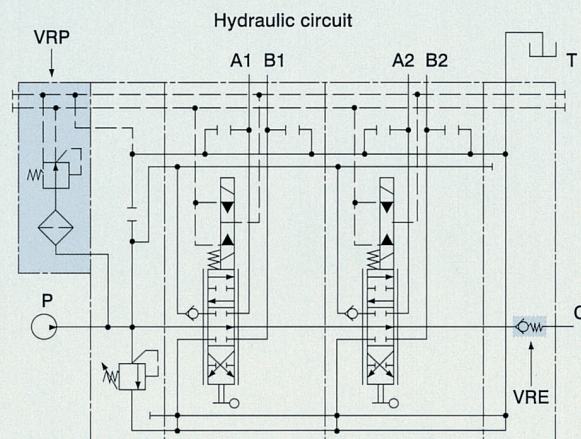 Hydraulic circuit
VRP
A1 B1
A2 B2
T
P
C
VRE